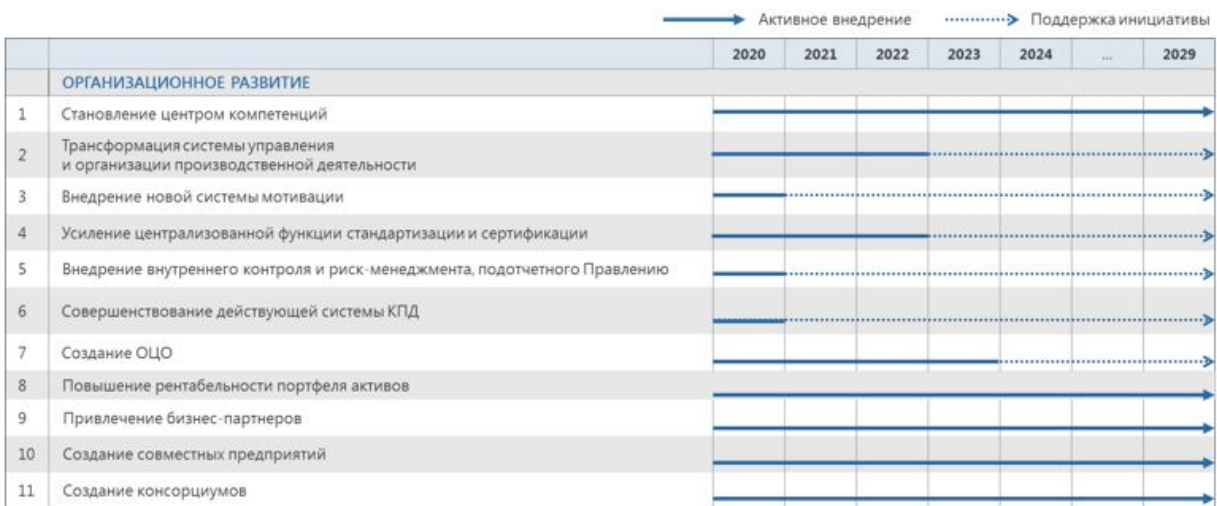 Активное внедрение Поддержка инициативы
2020 2021 2022 2023 2024 ... 2029
ОРГАНИЗАЦИОННОЕ РАЗВИТИЕ
1 Становление центром компетенций
2 Трансформация системы управления
и организации производственной деятельности
3 Внедрение новой системы мотивации
4 Усиление централизованной функции стандартизации и сертификации
5 Внедрение внутреннего контроля и риск-менеджмента, подотчетного Правлению
6 Совершенствование действующей системы КПД
7 Создание ОЦО
8 Повышение рентабельности портфеля активов
9 Привлечение бизнес-партнеров
10 Создание совместных предприятий
11 Создание консорциумов